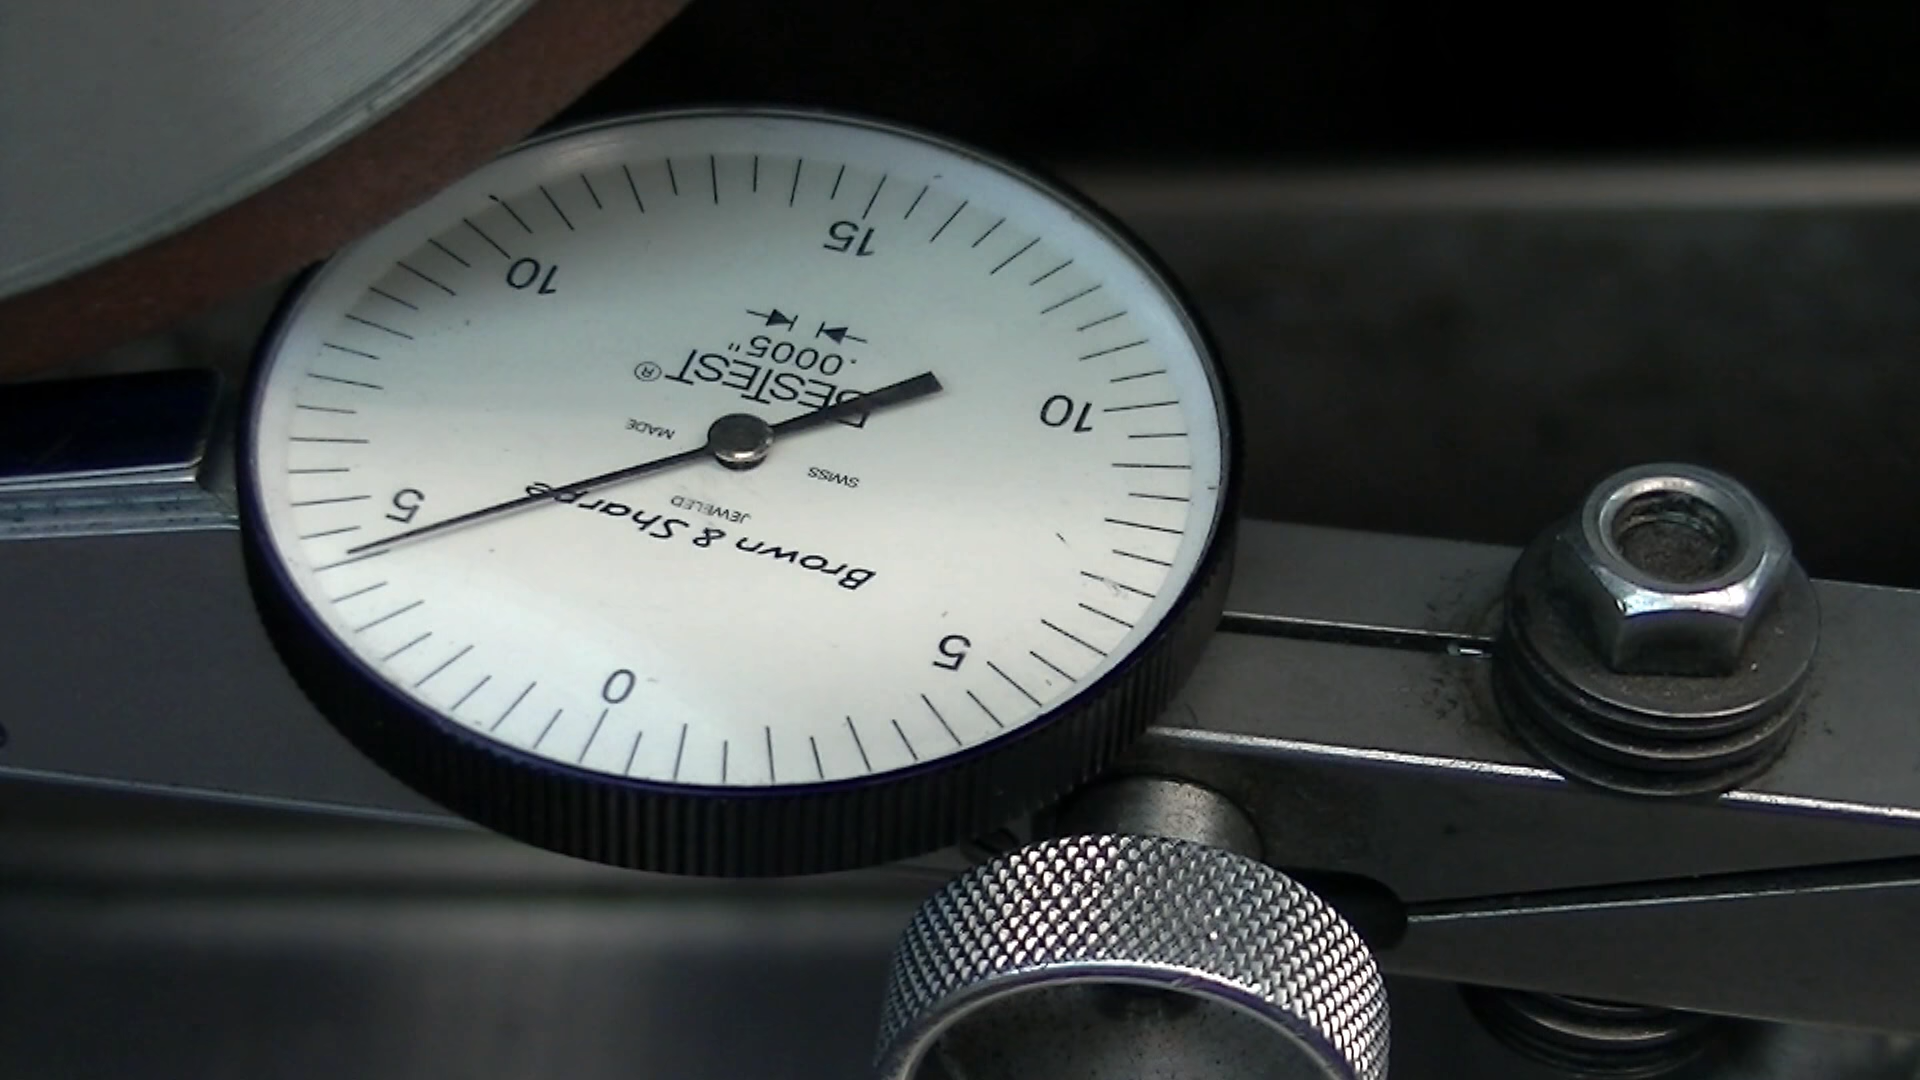 Brown & Sharpe
JEWELED
SWISS
MADE
BESTEST®
.0005"
0
5
10
15
10
5